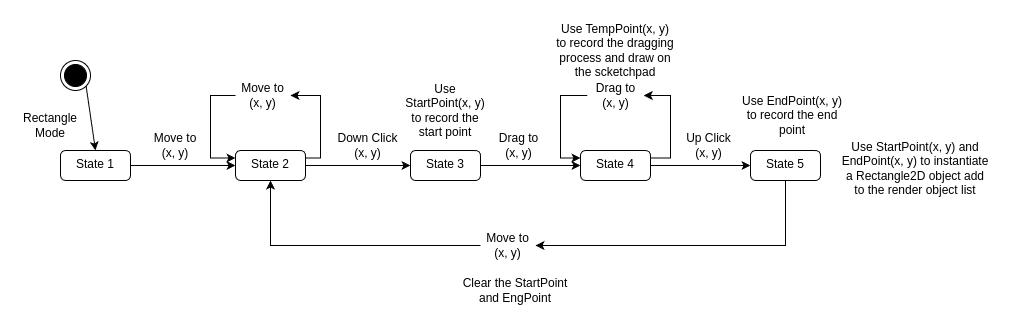 Use TempPoint(x, y)
to record the dragging
process and draw on
the scketchpad
Rectangle
Mode
Move to
(x, y)
Use
StartPoint(x, y)
to record the
start point
Drag to
(x, y)
Use EndPoint(x, y)
to record the end
point
Move to
(x, y)
Down Click
(x, y)
Drag to
(x, y)
Up Click
(x, y)
State 1
State 2
State 3
State 4
State 5
Use StartPoint(x, y) and
EndPoint(x, y) to instantiate
a Rectangle2D object add
to the render object list
Move to
(x, y)
Clear the StartPoint
and EngPoint